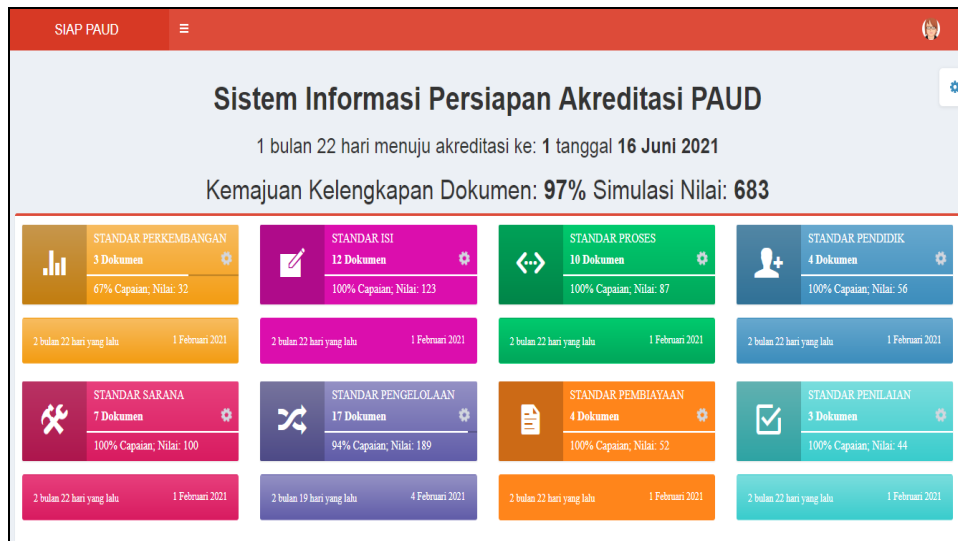 SIAP PAUD
Sistem Informasi Persiapan Akreditasi PAUD
1 bulan 22 hari menuju akreditasi ke: 1 tanggal 16 Juni 2021
Kemajuan Kelengkapan Dokumen: 97% Simulasi Nilai: 683
STANDAR PERKEMBANGAN
3 Dokumen
67% Capaian; Nilai: 32
2 bulan 22 hari yang lalu 1 Februari 2021
STANDAR ISI
12 Dokumen
100% Capaian; Nilai: 123
2 bulan 22 hari yang lalu 1 Februari 2021
STANDAR PROSES
10 Dokumen
100% Capaian; Nilai: 87
2 bulan 22 hari yang lalu 1 Februari 2021
STANDAR PENDIDIK
4 Dokumen
100% Capaian; Nilai: 56
2 bulan 22 hari yang lalu 1 Februari 2021
STANDAR SARANA
7 Dokumen
100% Capaian; Nilai: 100
2 bulan 22 hari yang lalu 1 Februari 2021
STANDAR PENGELOLAAN
17 Dokumen
94% Capaian; Nilai: 189
2 bulan 19 hari yang lalu 4 Februari 2021
STANDAR PEMBIAYAAN
4 Dokumen
100% Capaian; Nilai: 52
2 bulan 22 hari yang lalu 1 Februari 2021
STANDAR PENILAIAN
3 Dokumen
100% Capaian; Nilai: 44
2 bulan 22 hari yang lalu 1 Februari 2021